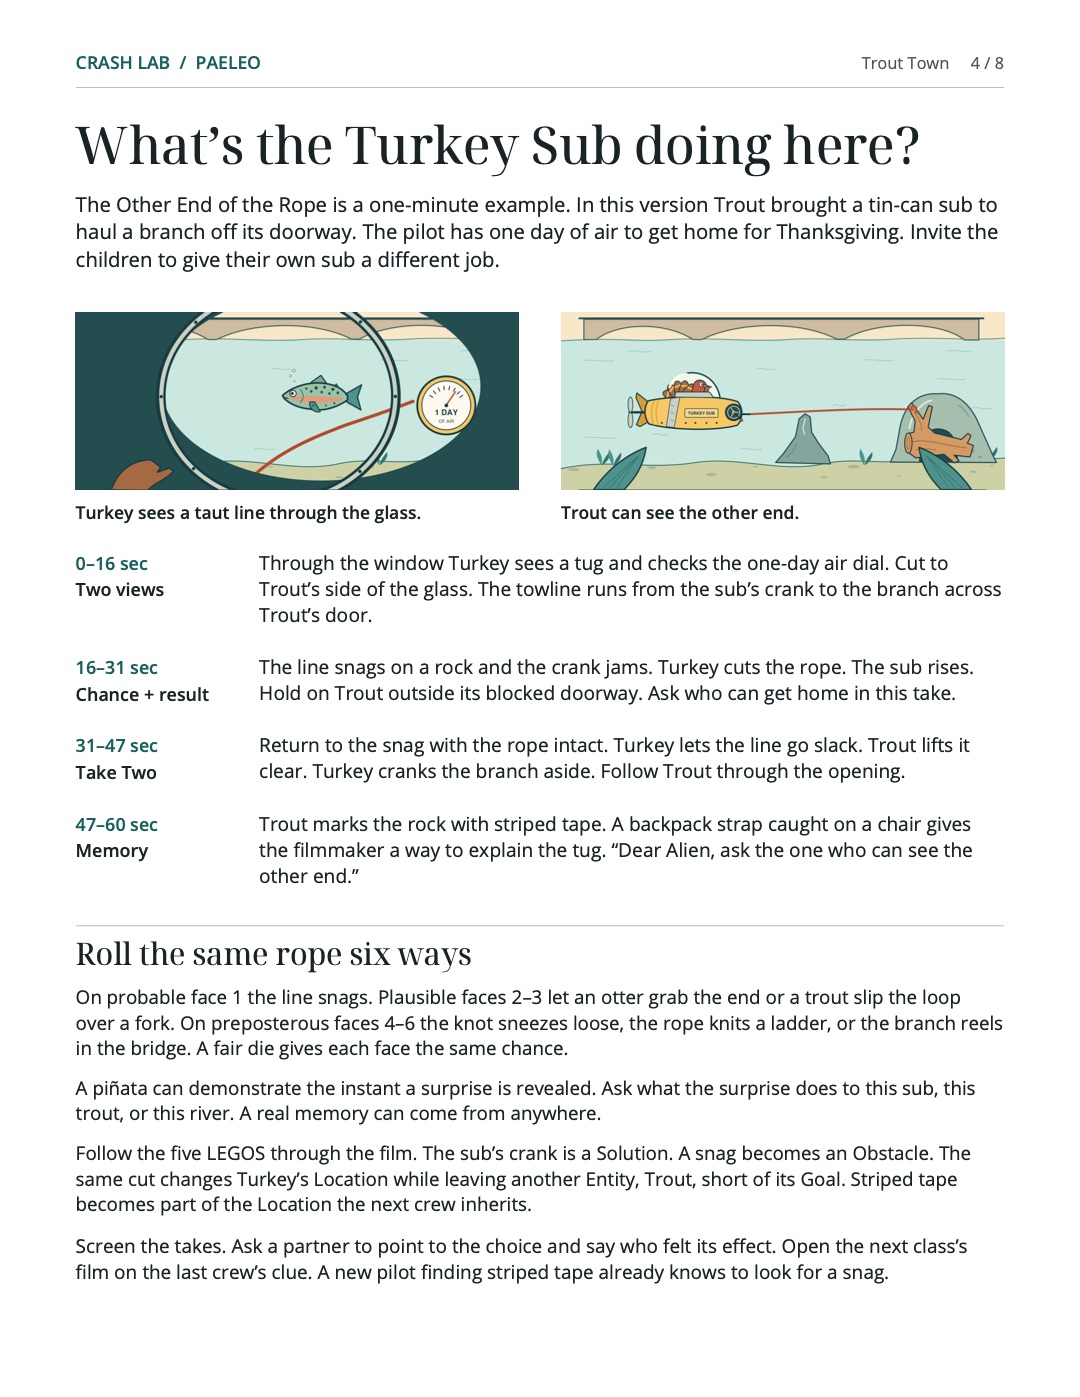 CRASH LAB / PAELEO
Trout Town 4 / 8
What’s the Turkey Sub doing here?
The Other End of the Rope is a one-minute example. In this version Trout brought a tin-can sub to
haul a branch off its doorway. The pilot has one day of air to get home for Thanksgiving. Invite the
children to give their own sub a different job.
1 DAY
OF AIR
TURKEY SUB
Turkey sees a taut line through the glass.
Trout can see the other end.
0–16 sec
Two views
Through the window Turkey sees a tug and checks the one-day air dial. Cut to
Trout’s side of the glass. The towline runs from the sub’s crank to the branch across
Trout’s door.
16–31 sec
Chance + result
The line snags on a rock and the crank jams. Turkey cuts the rope. The sub rises.
Hold on Trout outside its blocked doorway. Ask who can get home in this take.
31–47 sec
Take Two
Return to the snag with the rope intact. Turkey lets the line go slack. Trout lifts it
clear. Turkey cranks the branch aside. Follow Trout through the opening.
47–60 sec
Memory
Trout marks the rock with striped tape. A backpack strap caught on a chair gives
the filmmaker a way to explain the tug. “Dear Alien, ask the one who can see the
other end.”
Roll the same rope six ways
On probable face 1 the line snags. Plausible faces 2–3 let an otter grab the end or a trout slip the loop
over a fork. On preposterous faces 4–6 the knot sneezes loose, the rope knits a ladder, or the branch reels
in the bridge. A fair die gives each face the same chance.
A piñata can demonstrate the instant a surprise is revealed. Ask what the surprise does to this sub, this
trout, or this river. A real memory can come from anywhere.
Follow the five LEGOS through the film. The sub’s crank is a Solution. A snag becomes an Obstacle. The
same cut changes Turkey’s Location while leaving another Entity, Trout, short of its Goal. Striped tape
becomes part of the Location the next crew inherits.
Screen the takes. Ask a partner to point to the choice and say who felt its effect. Open the next class’s
film on the last crew’s clue. A new pilot finding striped tape already knows to look for a snag.